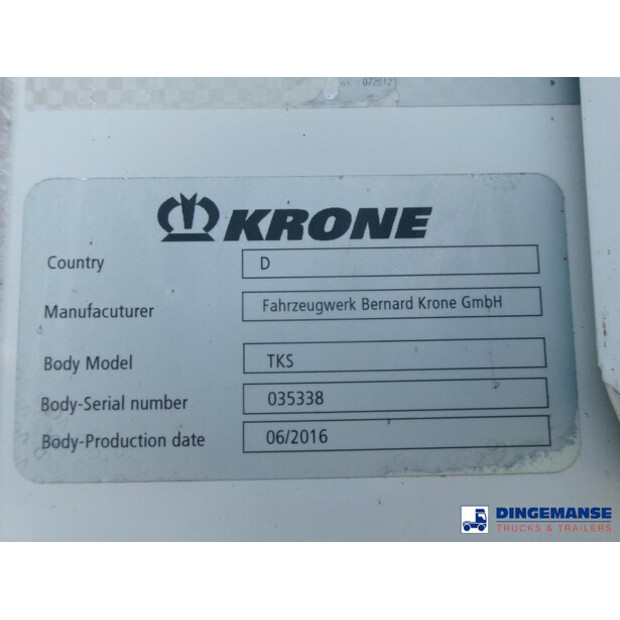 KRONE
Country D
Manufacuturer Fahrzeugwerk Bernard Krone GmbH
Body Model TKS
Body-Serial number 035338
Body-Production date 06/2016
DINGEMANSE
TRUCKS & TRAILERS